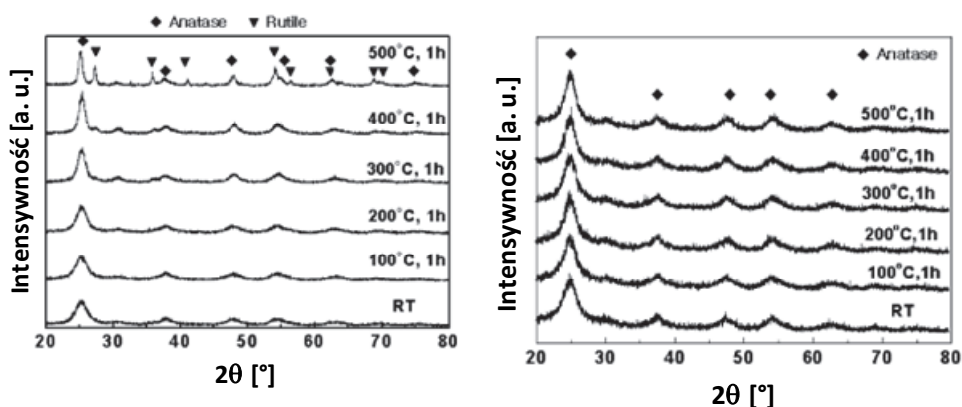 ◆ Anatase ▼ Rutile
500°C, 1h
400°C, 1h
300°C, 1h
200°C, 1h
100°C, 1h
RT
Intensywność [a. u.]
20 30 40 50 60 70 80
2θ [°]
◆ Anatase
500°C,1h
400°C,1h
300°C,1h
200°C,1h
100°C,1h
RT
Intensywność [a. u.]
20 30 40 50 60 70 80
2θ [°]